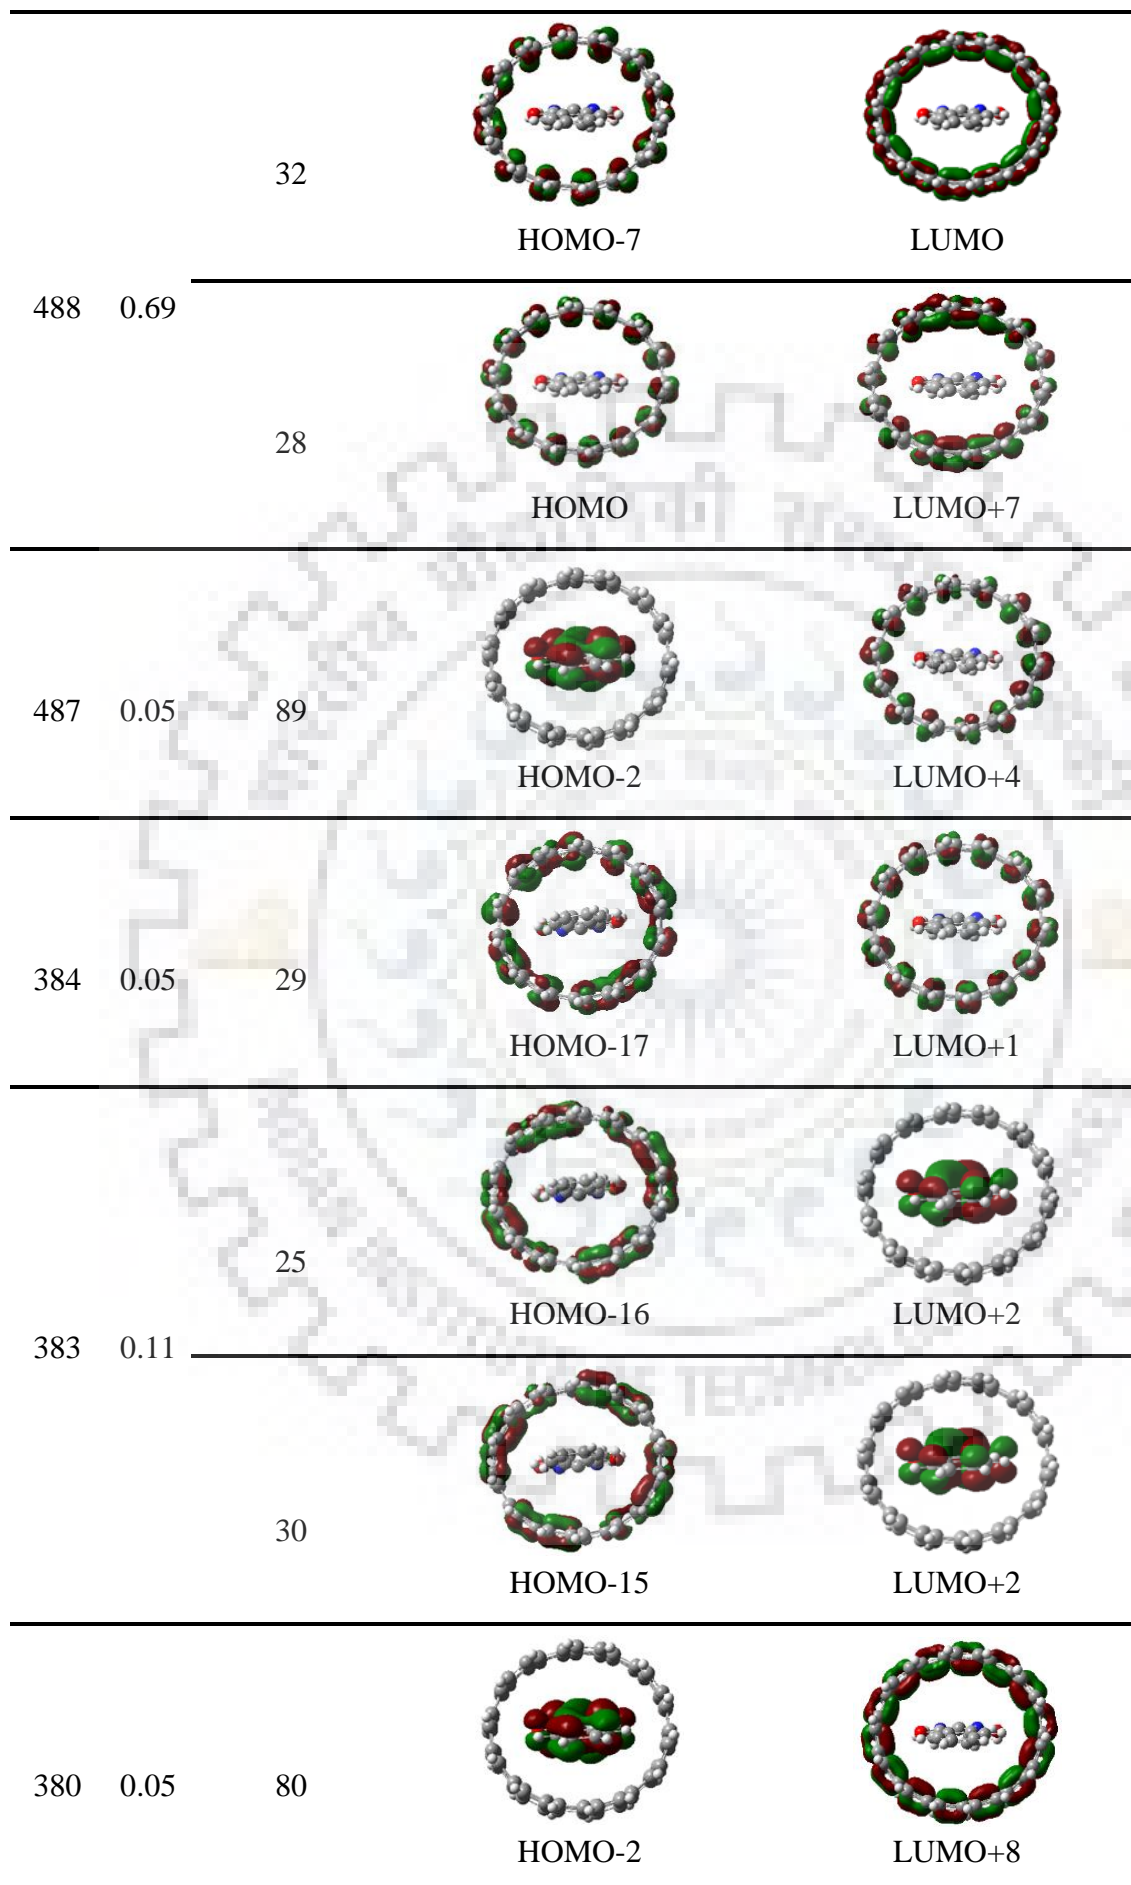 32
HOMO-7 LUMO
488 0.69
28
HOMO LUMO+7
487 0.05 89
HOMO-2 LUMO+4
384 0.05 29
HOMO-17 LUMO+1
25
HOMO-16 LUMO+2
383 0.11
30
HOMO-15 LUMO+2
380 0.05 80
HOMO-2 LUMO+8